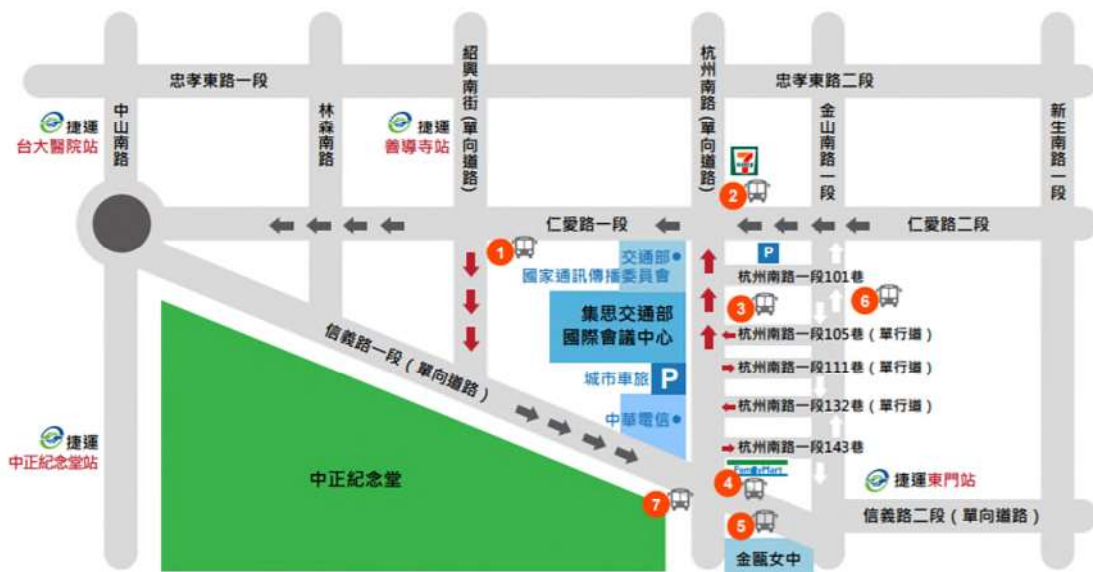 忠孝東路一段
忠孝東路二段
紹興南街(單向道路)
杭州南路(單向道路)
中山南路
林森南路
金山南路一段
新生南路一段
捷運
台大醫院站
捷運
善導寺站
7
2
仁愛路一段
仁愛路二段
1
交通部
國家通訊傳播委員會
P
杭州南路一段101巷
3
6
集思交通部
國際會議中心
杭州南路一段105巷(單行道)
信義路一段(單向道路)
城市車旅
P
杭州南路一段111巷(單行道)
杭州南路一段132巷(單行道)
中華電信
杭州南路一段143巷
捷運
中正紀念堂站
中正紀念堂
FamilyMart
捷運東門站
4
7
5
信義路二段(單向道路)
金甌女中